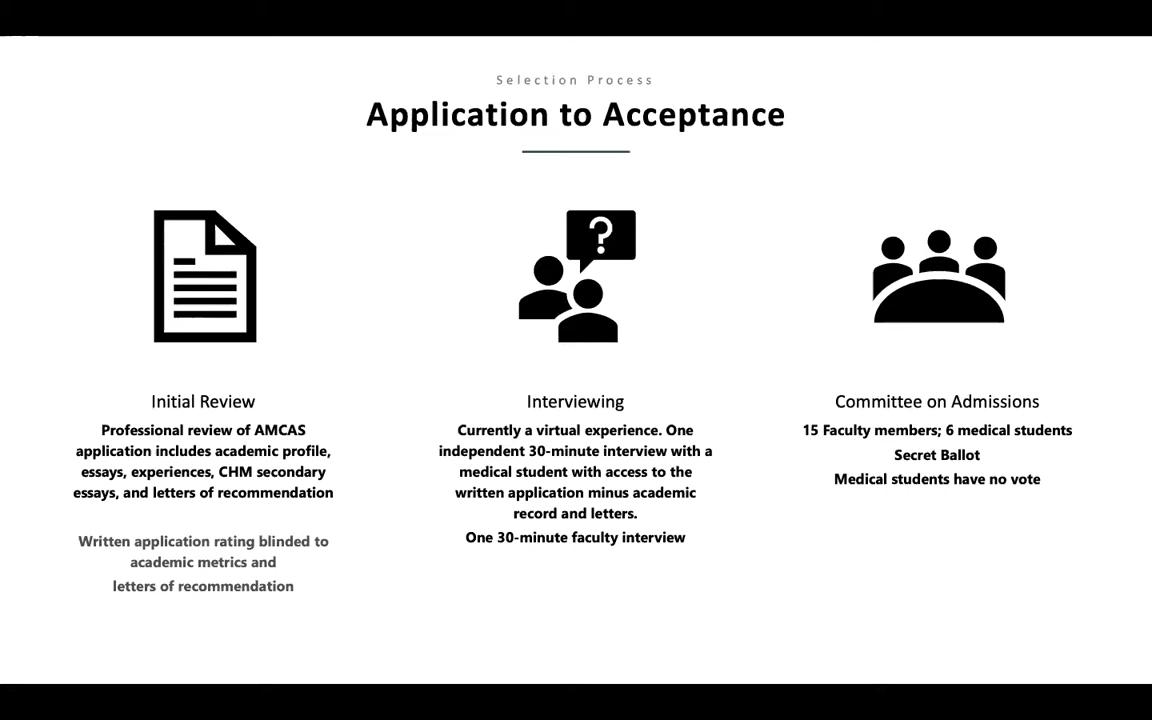 Selection Process
Application to Acceptance
?
Initial Review
Professional review of AMCAS
application includes academic profile,
essays, experiences, CHM secondary
essays, and letters of recommendation
Written application rating blinded to
academic metrics and
letters of recommendation
Interviewing
Currently a virtual experience. One
independent 30-minute interview with a
medical student with access to the
written application minus academic
record and letters.
One 30-minute faculty interview
Committee on Admissions
15 Faculty members; 6 medical students
Secret Ballot
Medical students have no vote